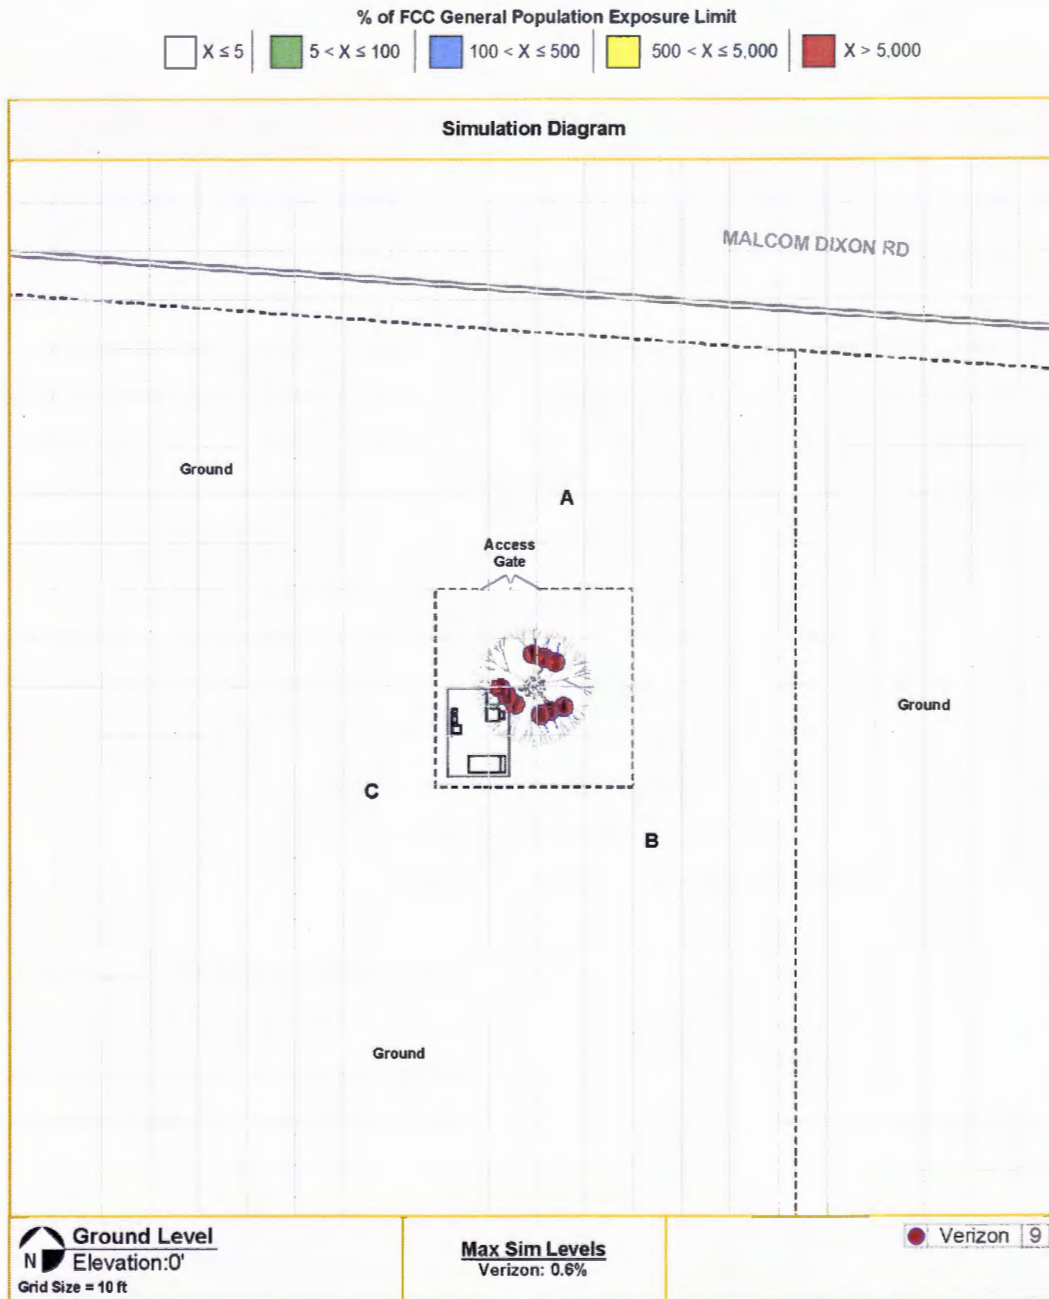 % of FCC General Population Exposure Limit
X ≤ 5
5 < X ≤ 100
100 < X ≤ 500
500 < X ≤ 5,000
X > 5,000
Simulation Diagram
MALCOM DIXON RD
Ground
A
Access
Gate
Ground
C
B
Ground
N
Ground Level
Elevation:0'
Grid Size = 10 ft
Max Sim Levels
Verizon: 0.6%
Verizon 9